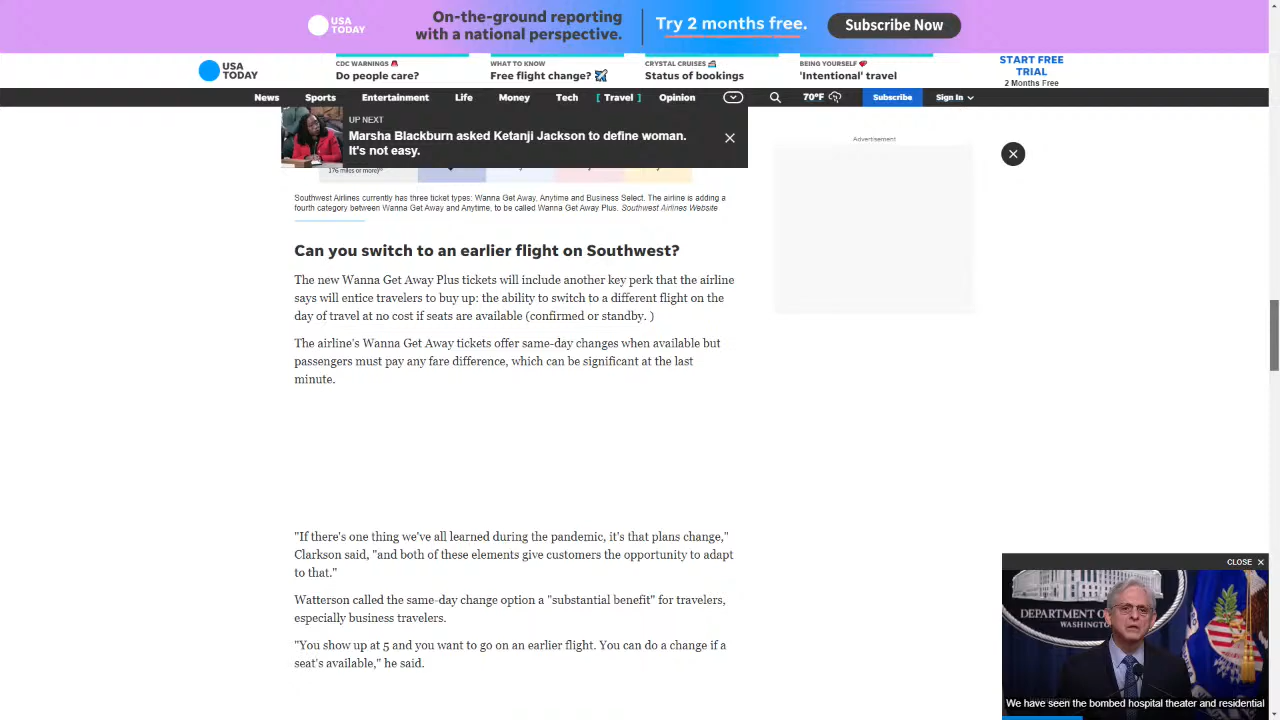 USA
TODAY
On-the-ground reporting
with a national perspective.
Try 2 months free.
Subscribe Now
USA
TODAY
CDC WARNINGS
Do people care?
WHAT TO KNOW
Free flight change?
CRYSTAL CRUISES
Status of bookings
BEING YOURSELF
'Intentional' travel
START FREE
TRIAL
2 Months Free
News
Sports
Entertainment
Life
Money
Tech
[ Travel ]
Opinion
70°F
Subscribe
Sign In
UP NEXT
Marsha Blackburn asked Ketanji Jackson to define woman.
It's not easy.
Advertisement
176 miles or more)
Southwest Airlines currently has three ticket types: Wanna Get Away, Anytime and Business Select. The airline is adding a
fourth category between Wanna Get Away and Anytime, to be called Wanna Get Away Plus. Southwest Airlines Website
Can you switch to an earlier flight on Southwest?
The new Wanna Get Away Plus tickets will include another key perk that the airline
says will entice travelers to buy up: the ability to switch to a different flight on the
day of travel at no cost if seats are available (confirmed or standby. )
The airline's Wanna Get Away tickets offer same-day changes when available but
passengers must pay any fare difference, which can be significant at the last
minute.
"If there's one thing we've all learned during the pandemic, it's that plans change,"
Clarkson said, "and both of these elements give customers the opportunity to adapt
to that."
Watterson called the same-day change option a "substantial benefit" for travelers,
especially business travelers.
"You show up at 5 and you want to go on an earlier flight. You can do a change if a
seat's available," he said.
CLOSE
DEPARTMENT OF
WASHINGTON
We have seen the bombed hospital theater and residential